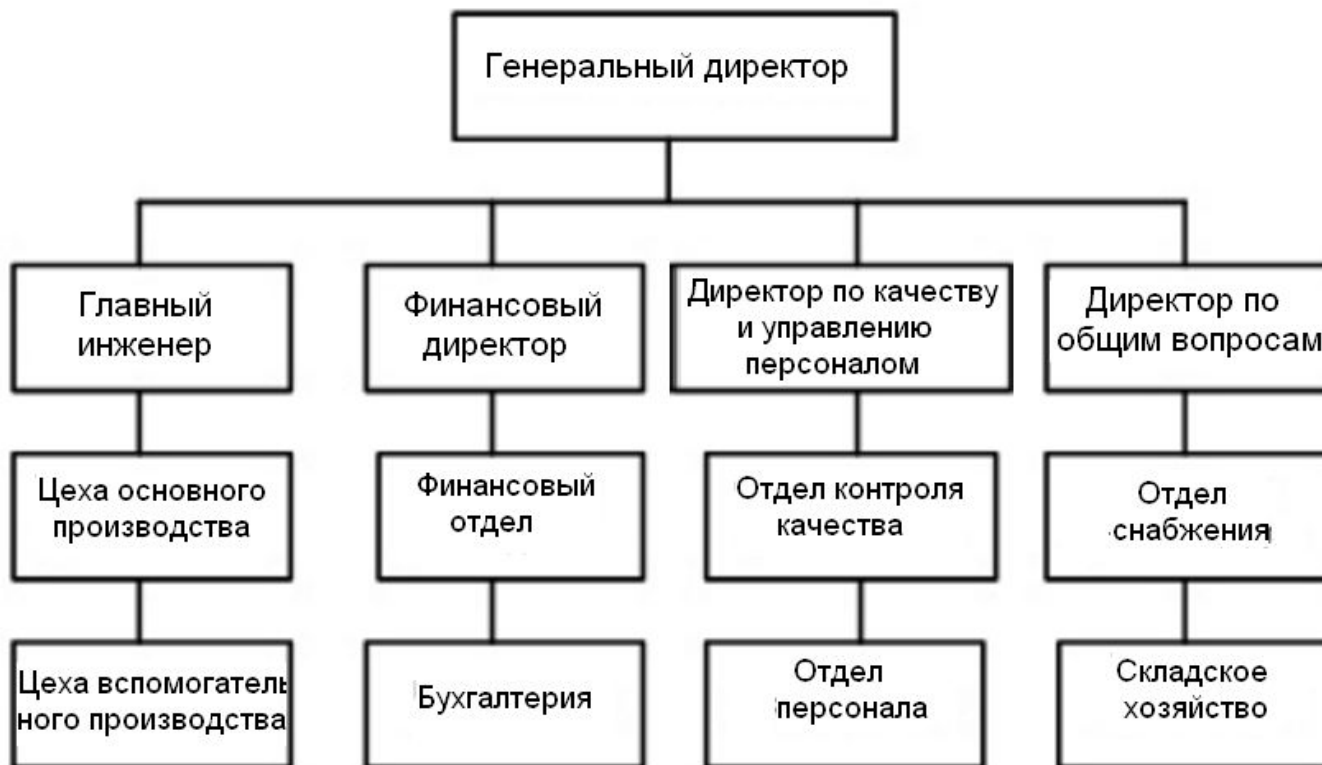 Генеральный директор
Главный
инженер
Финансовый
директор
Директор по качеству
и управлению
персоналом
Директор по
общим вопросам
Цеха основного
производства
Финансовый
отдел
Отдел контроля
качества
Отдел
снабжения
Цеха вспомогатель
ного производства
Бухгалтерия
Отдел
персонала
Складское
хозяйство